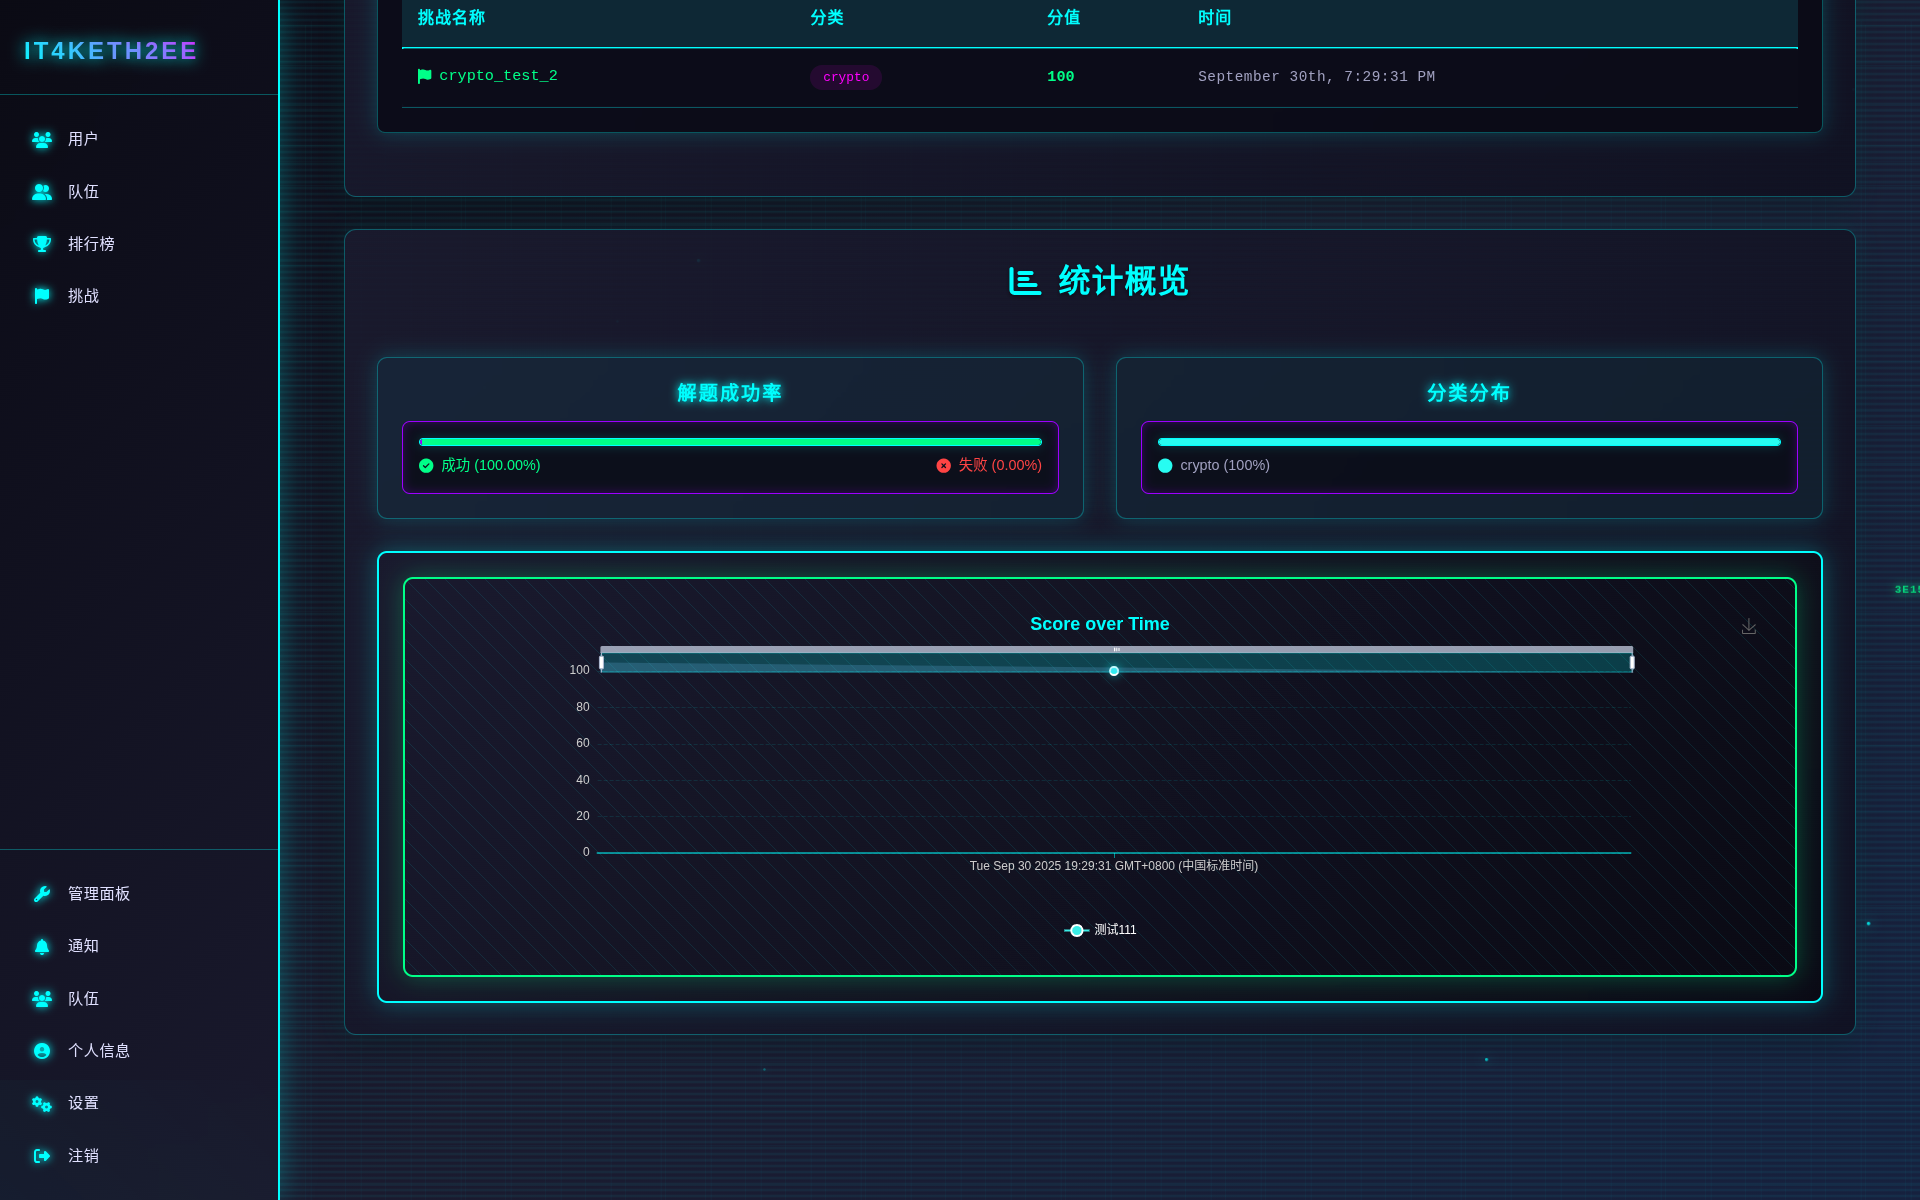 IT4KETH2EE
用户
队伍
排行榜
挑战
管理面板
通知
队伍
个人信息
设置
注销
挑战名称 分类 分值 时间
crypto_test_2 crypto 100 September 30th, 7:29:31 PM
统计概览
解题成功率
成功 (100.00%) 失败 (0.00%)
分类分布
crypto (100%)
Score over Time
100
80
60
40
20
0
Tue Sep 30 2025 19:29:31 GMT+0800 (中国标准时间)
测试111